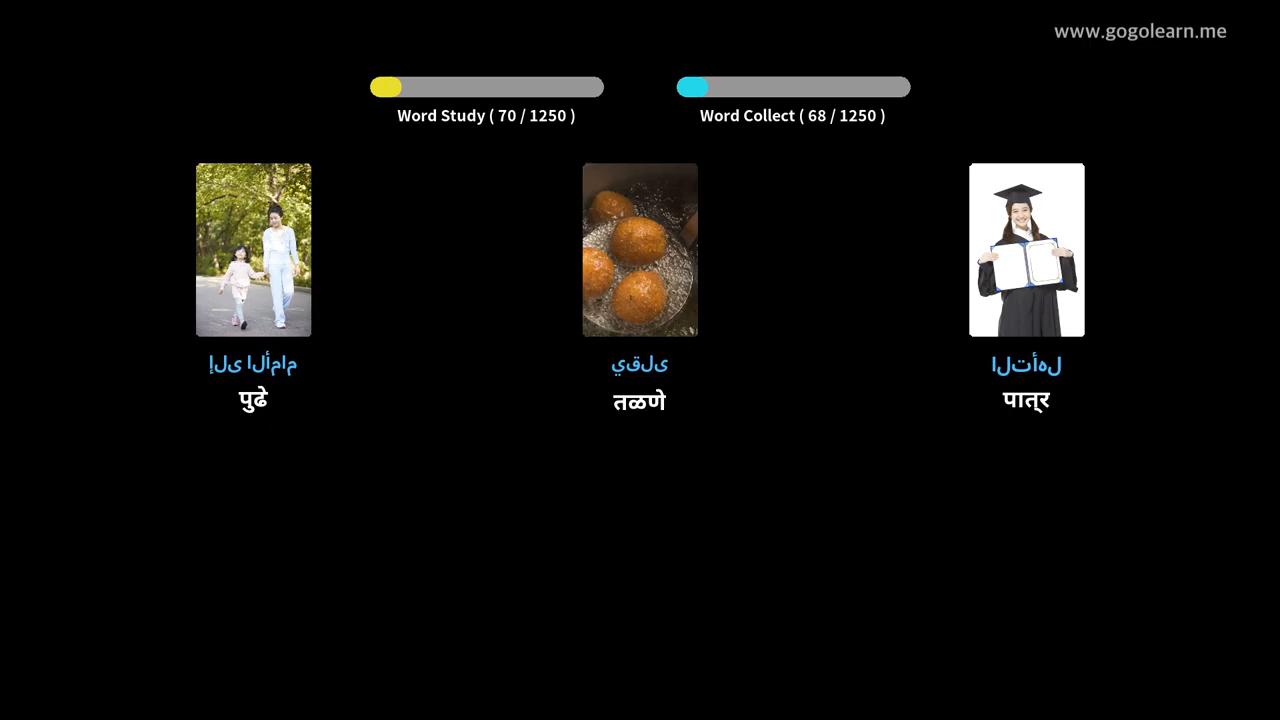 www.gogolearn.me
Word Study ( 70 / 1250 )
Word Collect ( 68 / 1250 )
إلى الأمام
يقلى
التأهل
पुढे
तळणे
पात्र